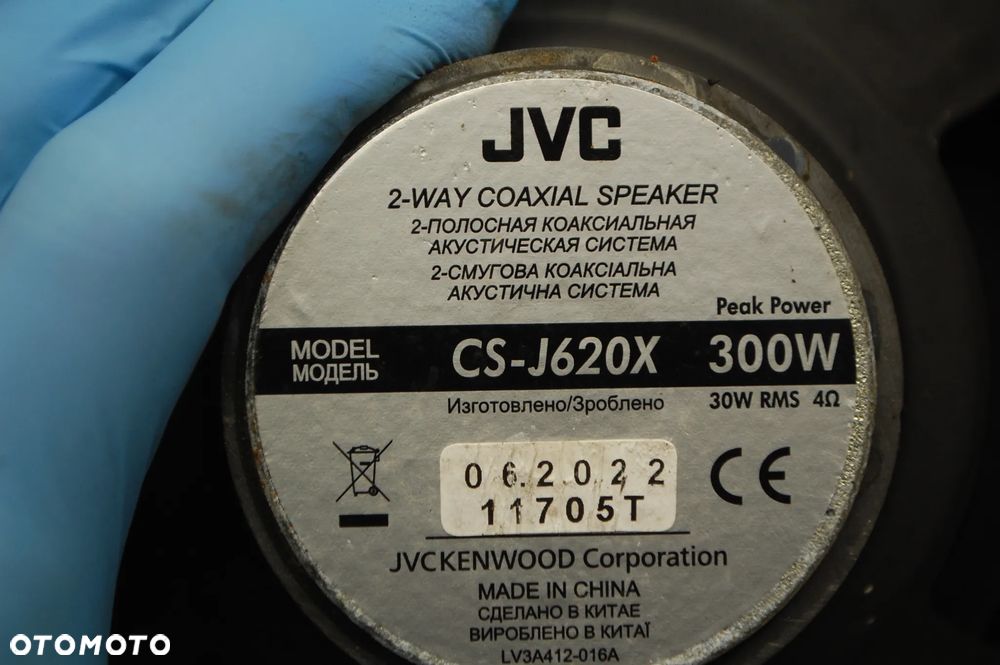 JVC
2-WAY COAXIAL SPEAKER
2-ПОЛОСНАЯ КОАКСИАЛЬНАЯ
АКУСТИЧЕСКАЯ СИСТЕМА
2-СМУГОВА КОАКСІАЛЬНА
АКУСТИЧНА СИСТЕМА
Peak Power
MODEL
МОДЕЛЬ
CS-J620X 300W
30W RMS 4Ω
Изготовлено/Зроблено
06.2022
11705T
CE
JVCKENWOOD Corporation
MADE IN CHINA
СДЕЛАНО В КИТАЕ
ВИРОБЛЕНО В КИТАЇ
LV3A412-016A
OTOMOTO